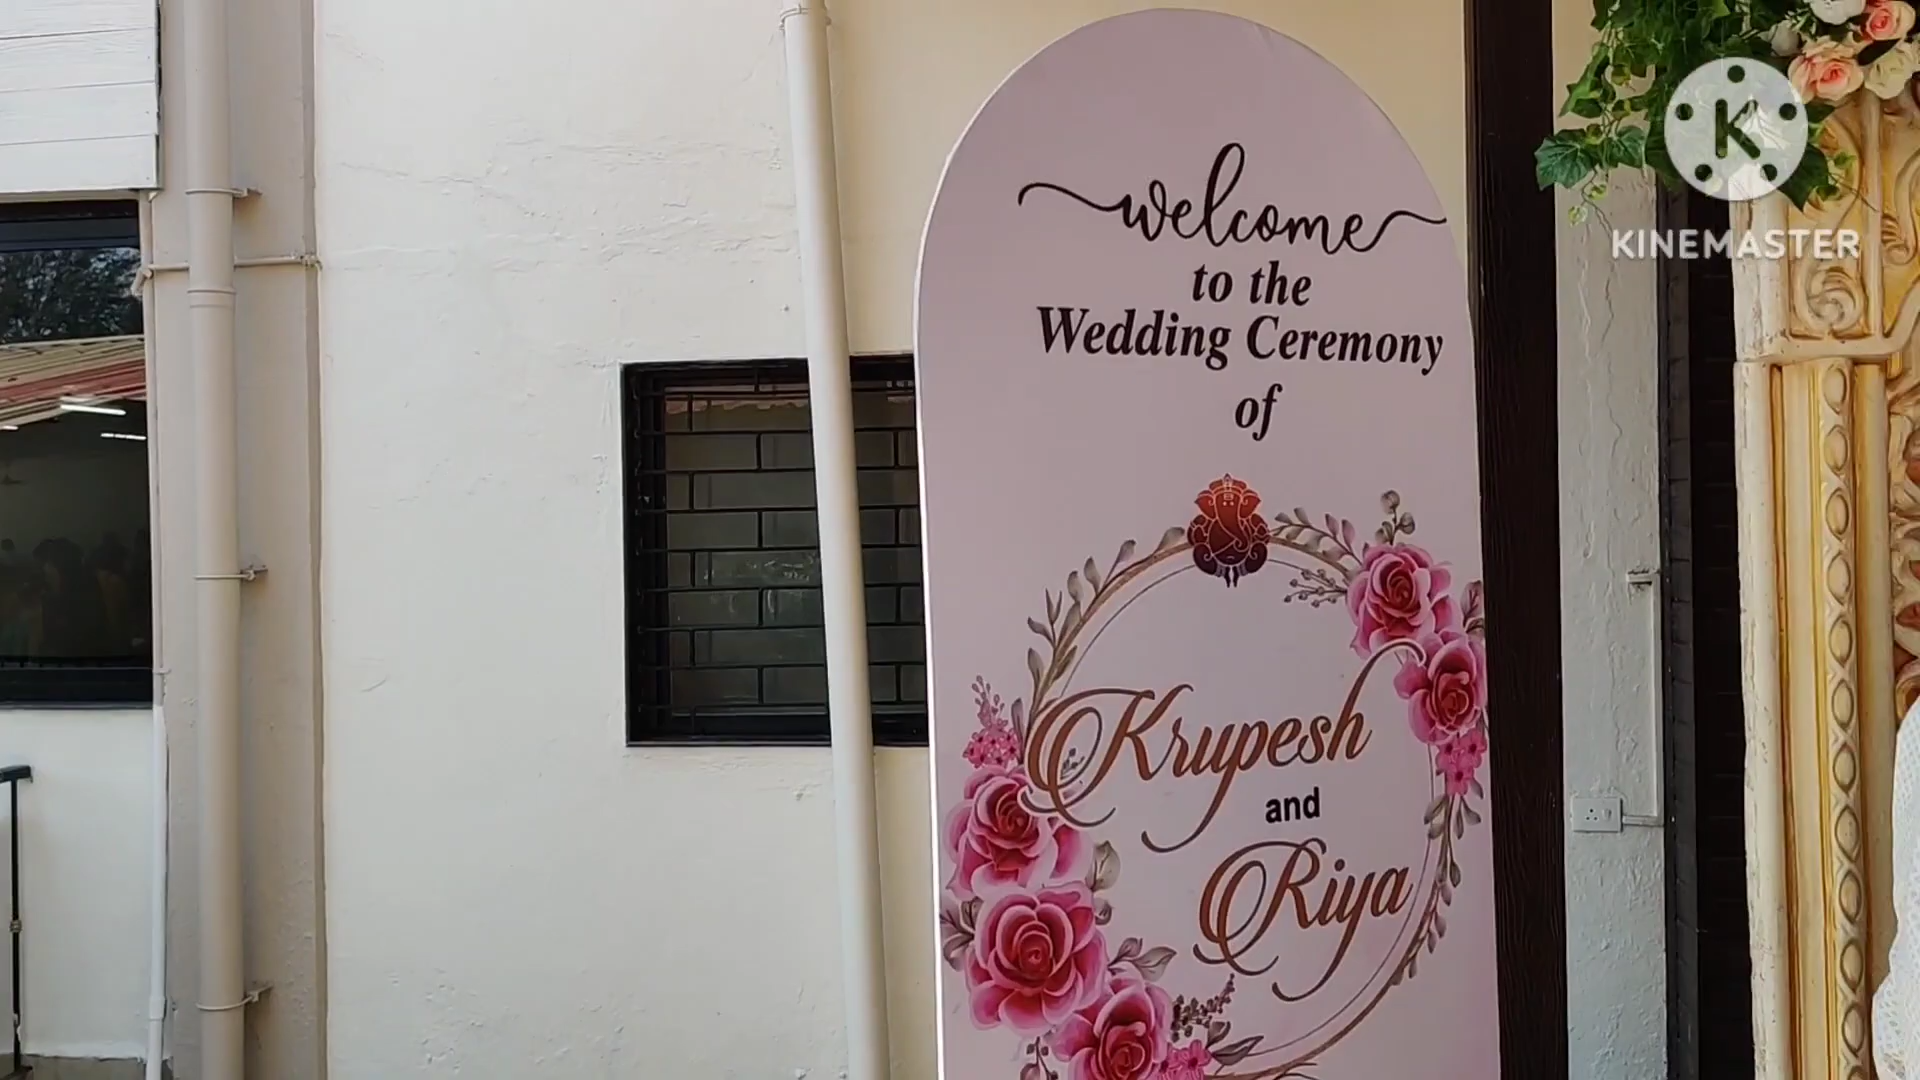 welcome
to the
Wedding Ceremony
of
Krupesh
and
Riya
K
KINEMASTER